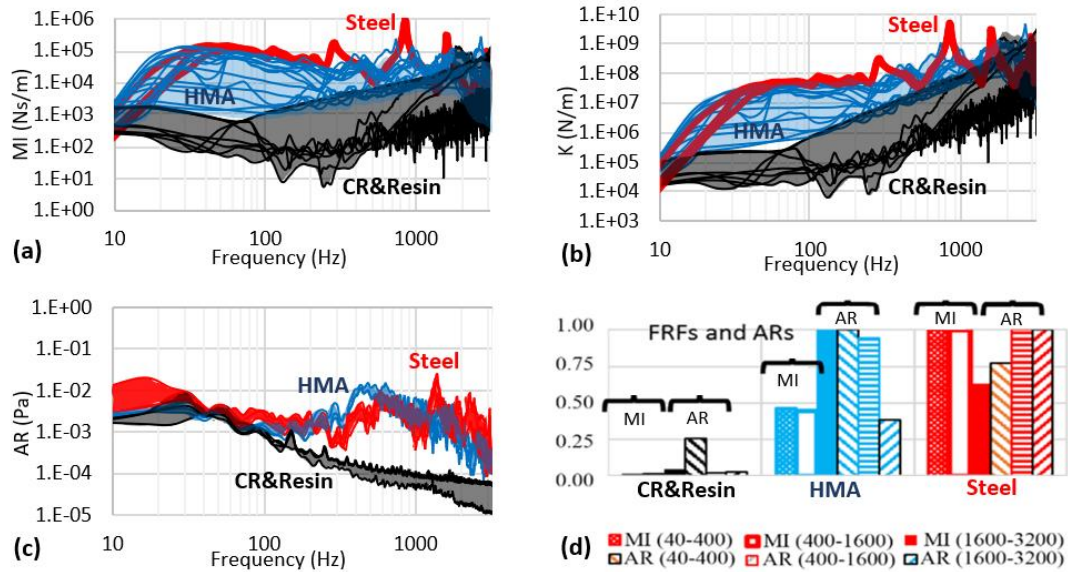 1.E+06
1.E+05
1.E+04
1.E+03
1.E+02
1.E+01
1.E+00
MI (Ns/m)
Steel
HMA
CR&Resin
10
100
1000
Frequency (Hz)
(a)
1.E+10
1.E+09
1.E+08
1.E+07
1.E+06
1.E+05
1.E+04
1.E+03
K (N/m)
Steel
HMA
CR&Resin
10
100
1000
Frequency (Hz)
(b)
1.E+00
1.E-01
1.E-02
1.E-03
1.E-04
1.E-05
AR (Pa)
HMA
Steel
CR&Resin
10
100
1000
Frequency (Hz)
(c)
1.00
0.75
0.50
0.25
0.00
FRFs and ARs
MI
AR
MI
AR
MI
AR
CR&Resin
HMA
Steel
(d)
MI (40-400)
MI (400-1600)
MI (1600-3200)
AR (40-400)
AR (400-1600)
AR (1600-3200)